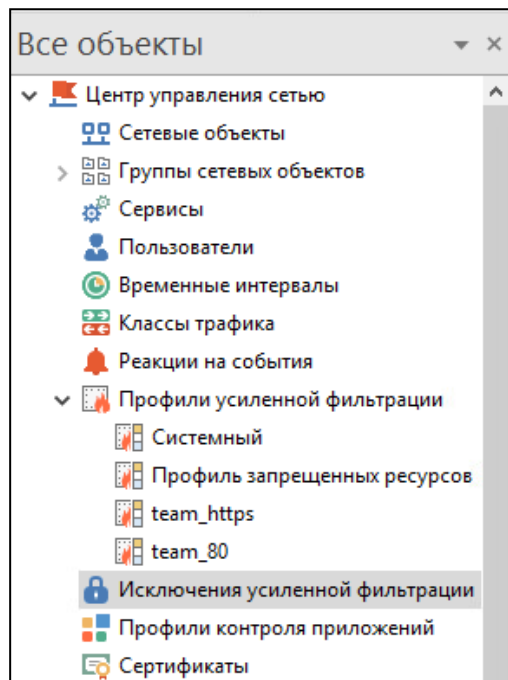 Все объекты
Центр управления сетью
Сетевые объекты
Группы сетевых объектов
Сервисы
Пользователи
Временные интервалы
Классы трафика
Реакции на события
Профили усиленной фильтрации
Системный
Профиль запрещенных ресурсов
team_https
team_80
Исключения усиленной фильтрации
Профили контроля приложений
Сертификаты